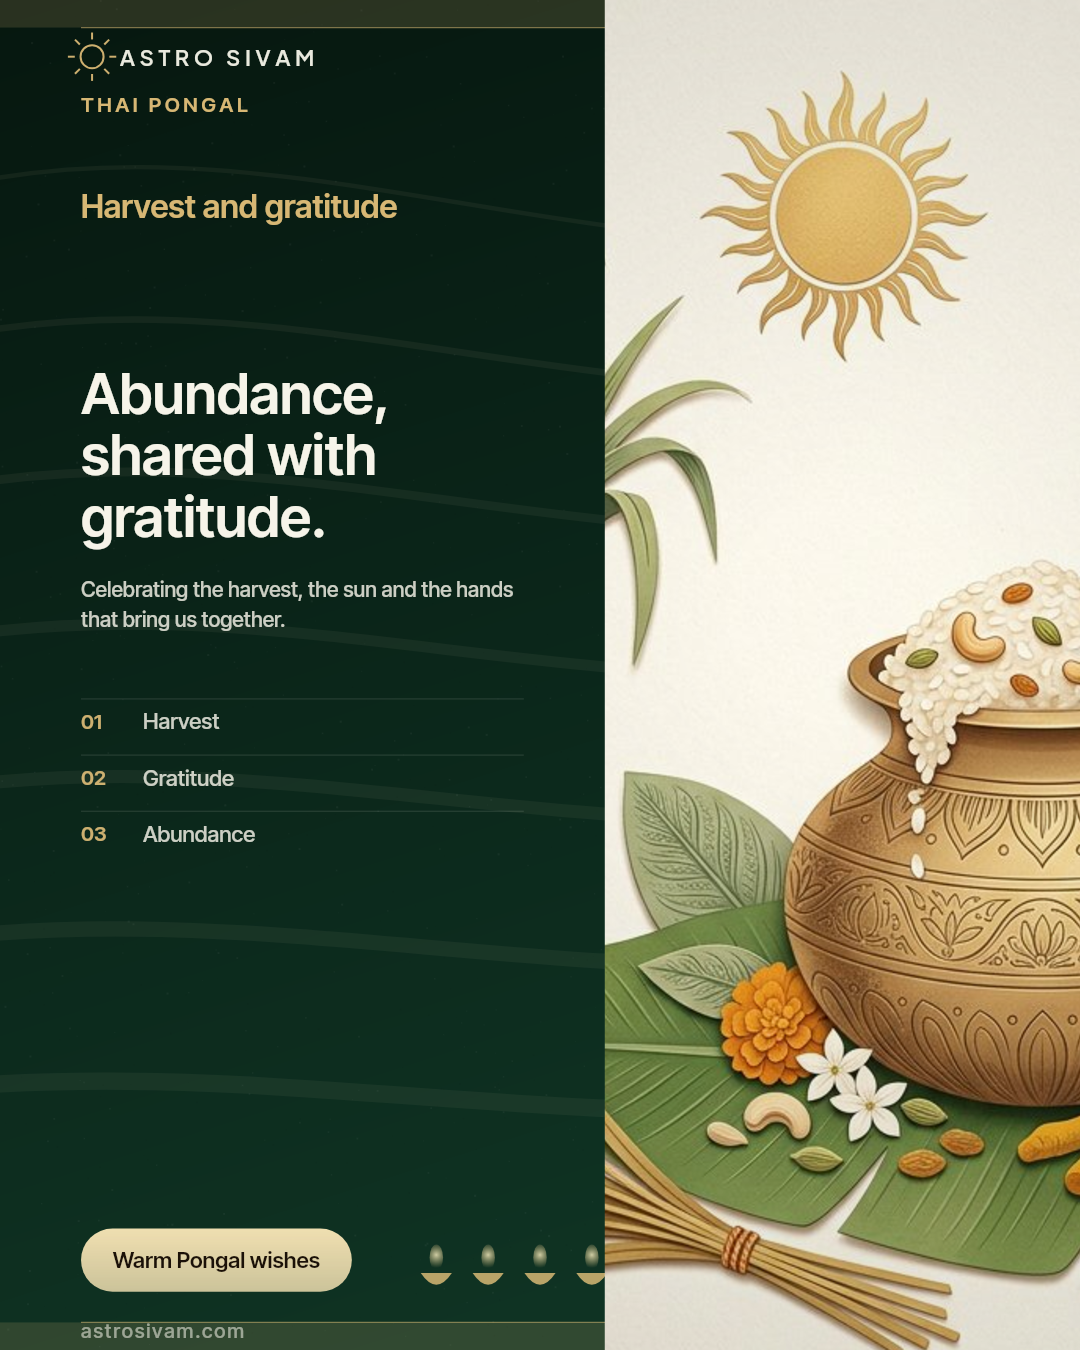 ASTRO SIVAM
THAI PONGAL
Harvest and gratitude
Abundance,
shared with
gratitude.
Celebrating the harvest, the sun and the hands
that bring us together.
01 Harvest
02 Gratitude
03 Abundance
Warm Pongal wishes
astrosivam.com